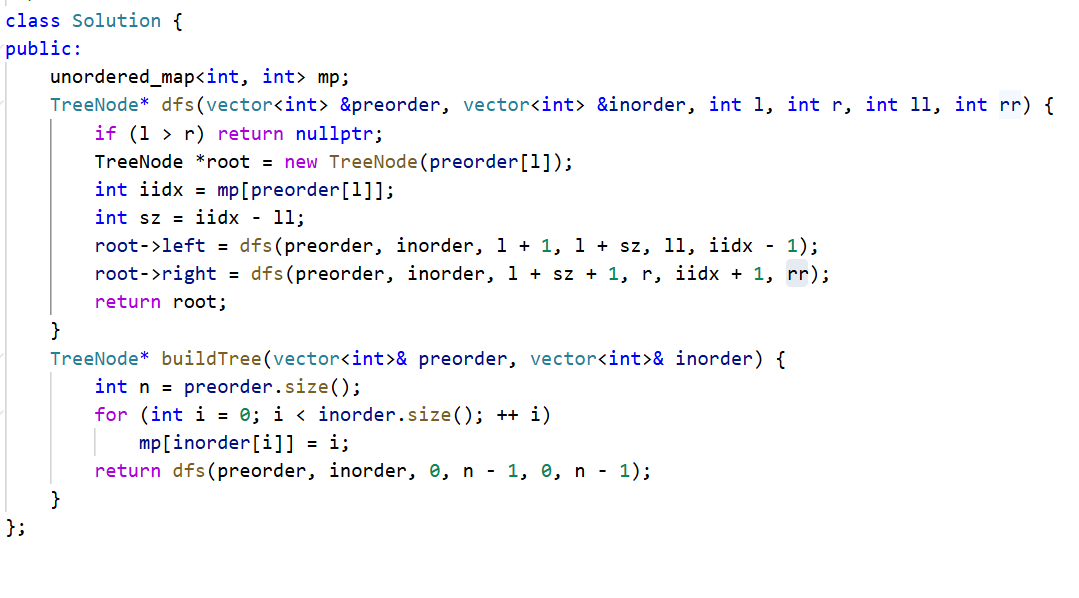 class Solution {
public:
    unordered_map<int, int> mp;
    TreeNode* dfs(vector<int> &preorder, vector<int> &inorder, int l, int r, int ll, int rr) {
        if (l > r) return nullptr;
        TreeNode *root = new TreeNode(preorder[l]);
        int iidx = mp[preorder[l]];
        int sz = iidx - ll;
        root->left = dfs(preorder, inorder, l + 1, l + sz, ll, iidx - 1);
        root->right = dfs(preorder, inorder, l + sz + 1, r, iidx + 1, rr);
        return root;
    }
    TreeNode* buildTree(vector<int>& preorder, vector<int>& inorder) {
        int n = preorder.size();
        for (int i = 0; i < inorder.size(); ++ i)
            mp[inorder[i]] = i;
        return dfs(preorder, inorder, 0, n - 1, 0, n - 1);
    }
};